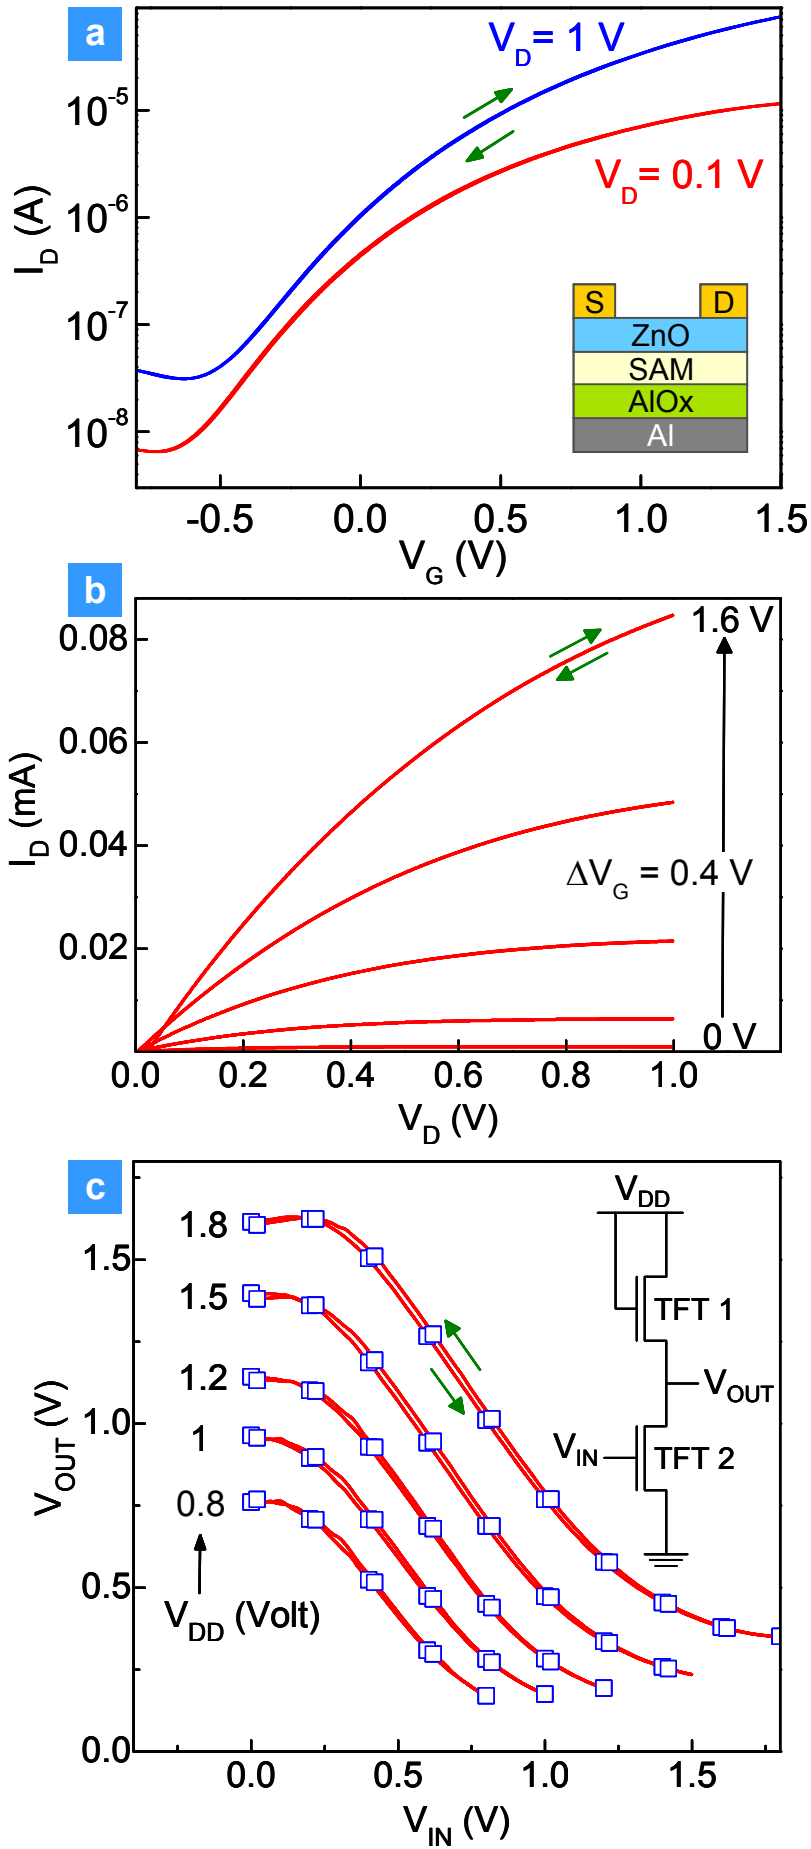 a
V_D= 1 V
V_D= 0.1 V
I_D (A)
10^-5
10^-6
10^-7
10^-8
S D
ZnO
SAM
AlOx
Al
-0.5 0.0 0.5 1.0 1.5
V_G (V)
b
1.6 V
ΔV_G = 0.4 V
0 V
I_D (mA)
0.08
0.06
0.04
0.02
0.0 0.2 0.4 0.6 0.8 1.0
V_D (V)
c
V_DD
TFT 1
V_OUT
V_IN
TFT 2
1.8
1.5
1.2
1
0.8
V_DD (Volt)
V_OUT (V)
1.5
1.0
0.5
0.0
0.0 0.5 1.0 1.5
V_IN (V)